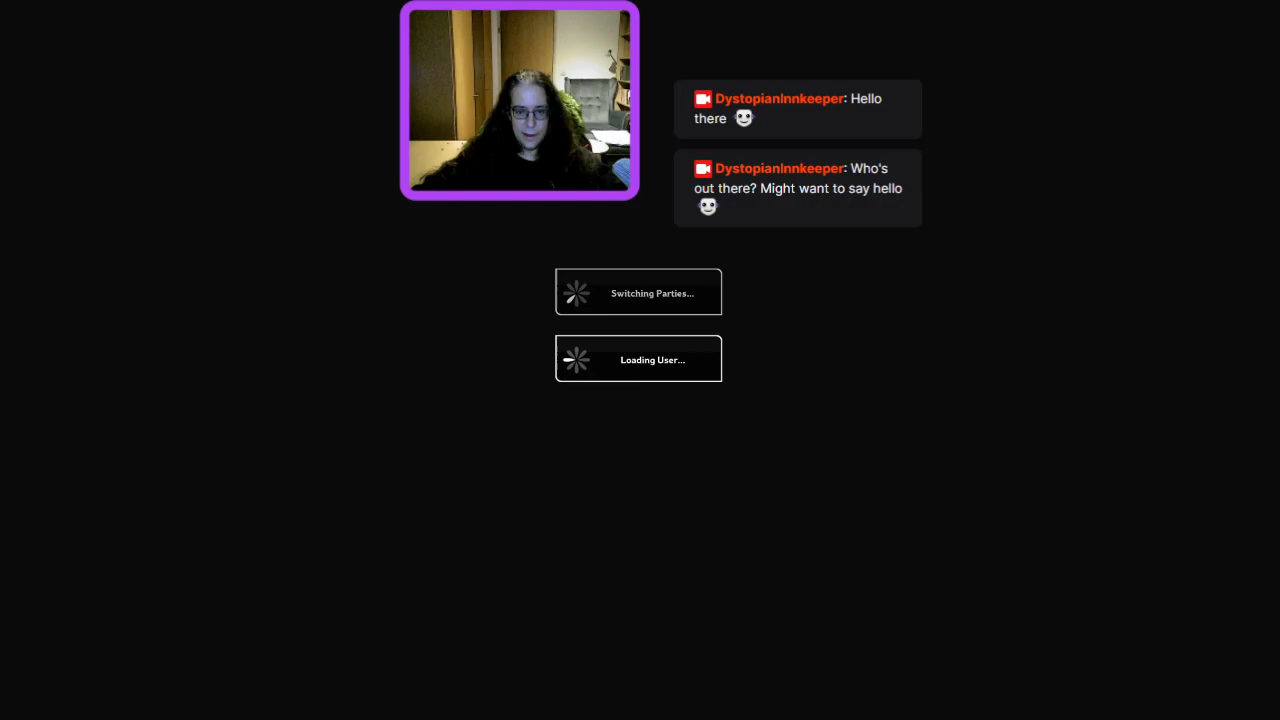 DystopianInnkeeper: Hello
there
DystopianInnkeeper: Who's
out there? Might want to say hello
Switching Parties...
Loading User...